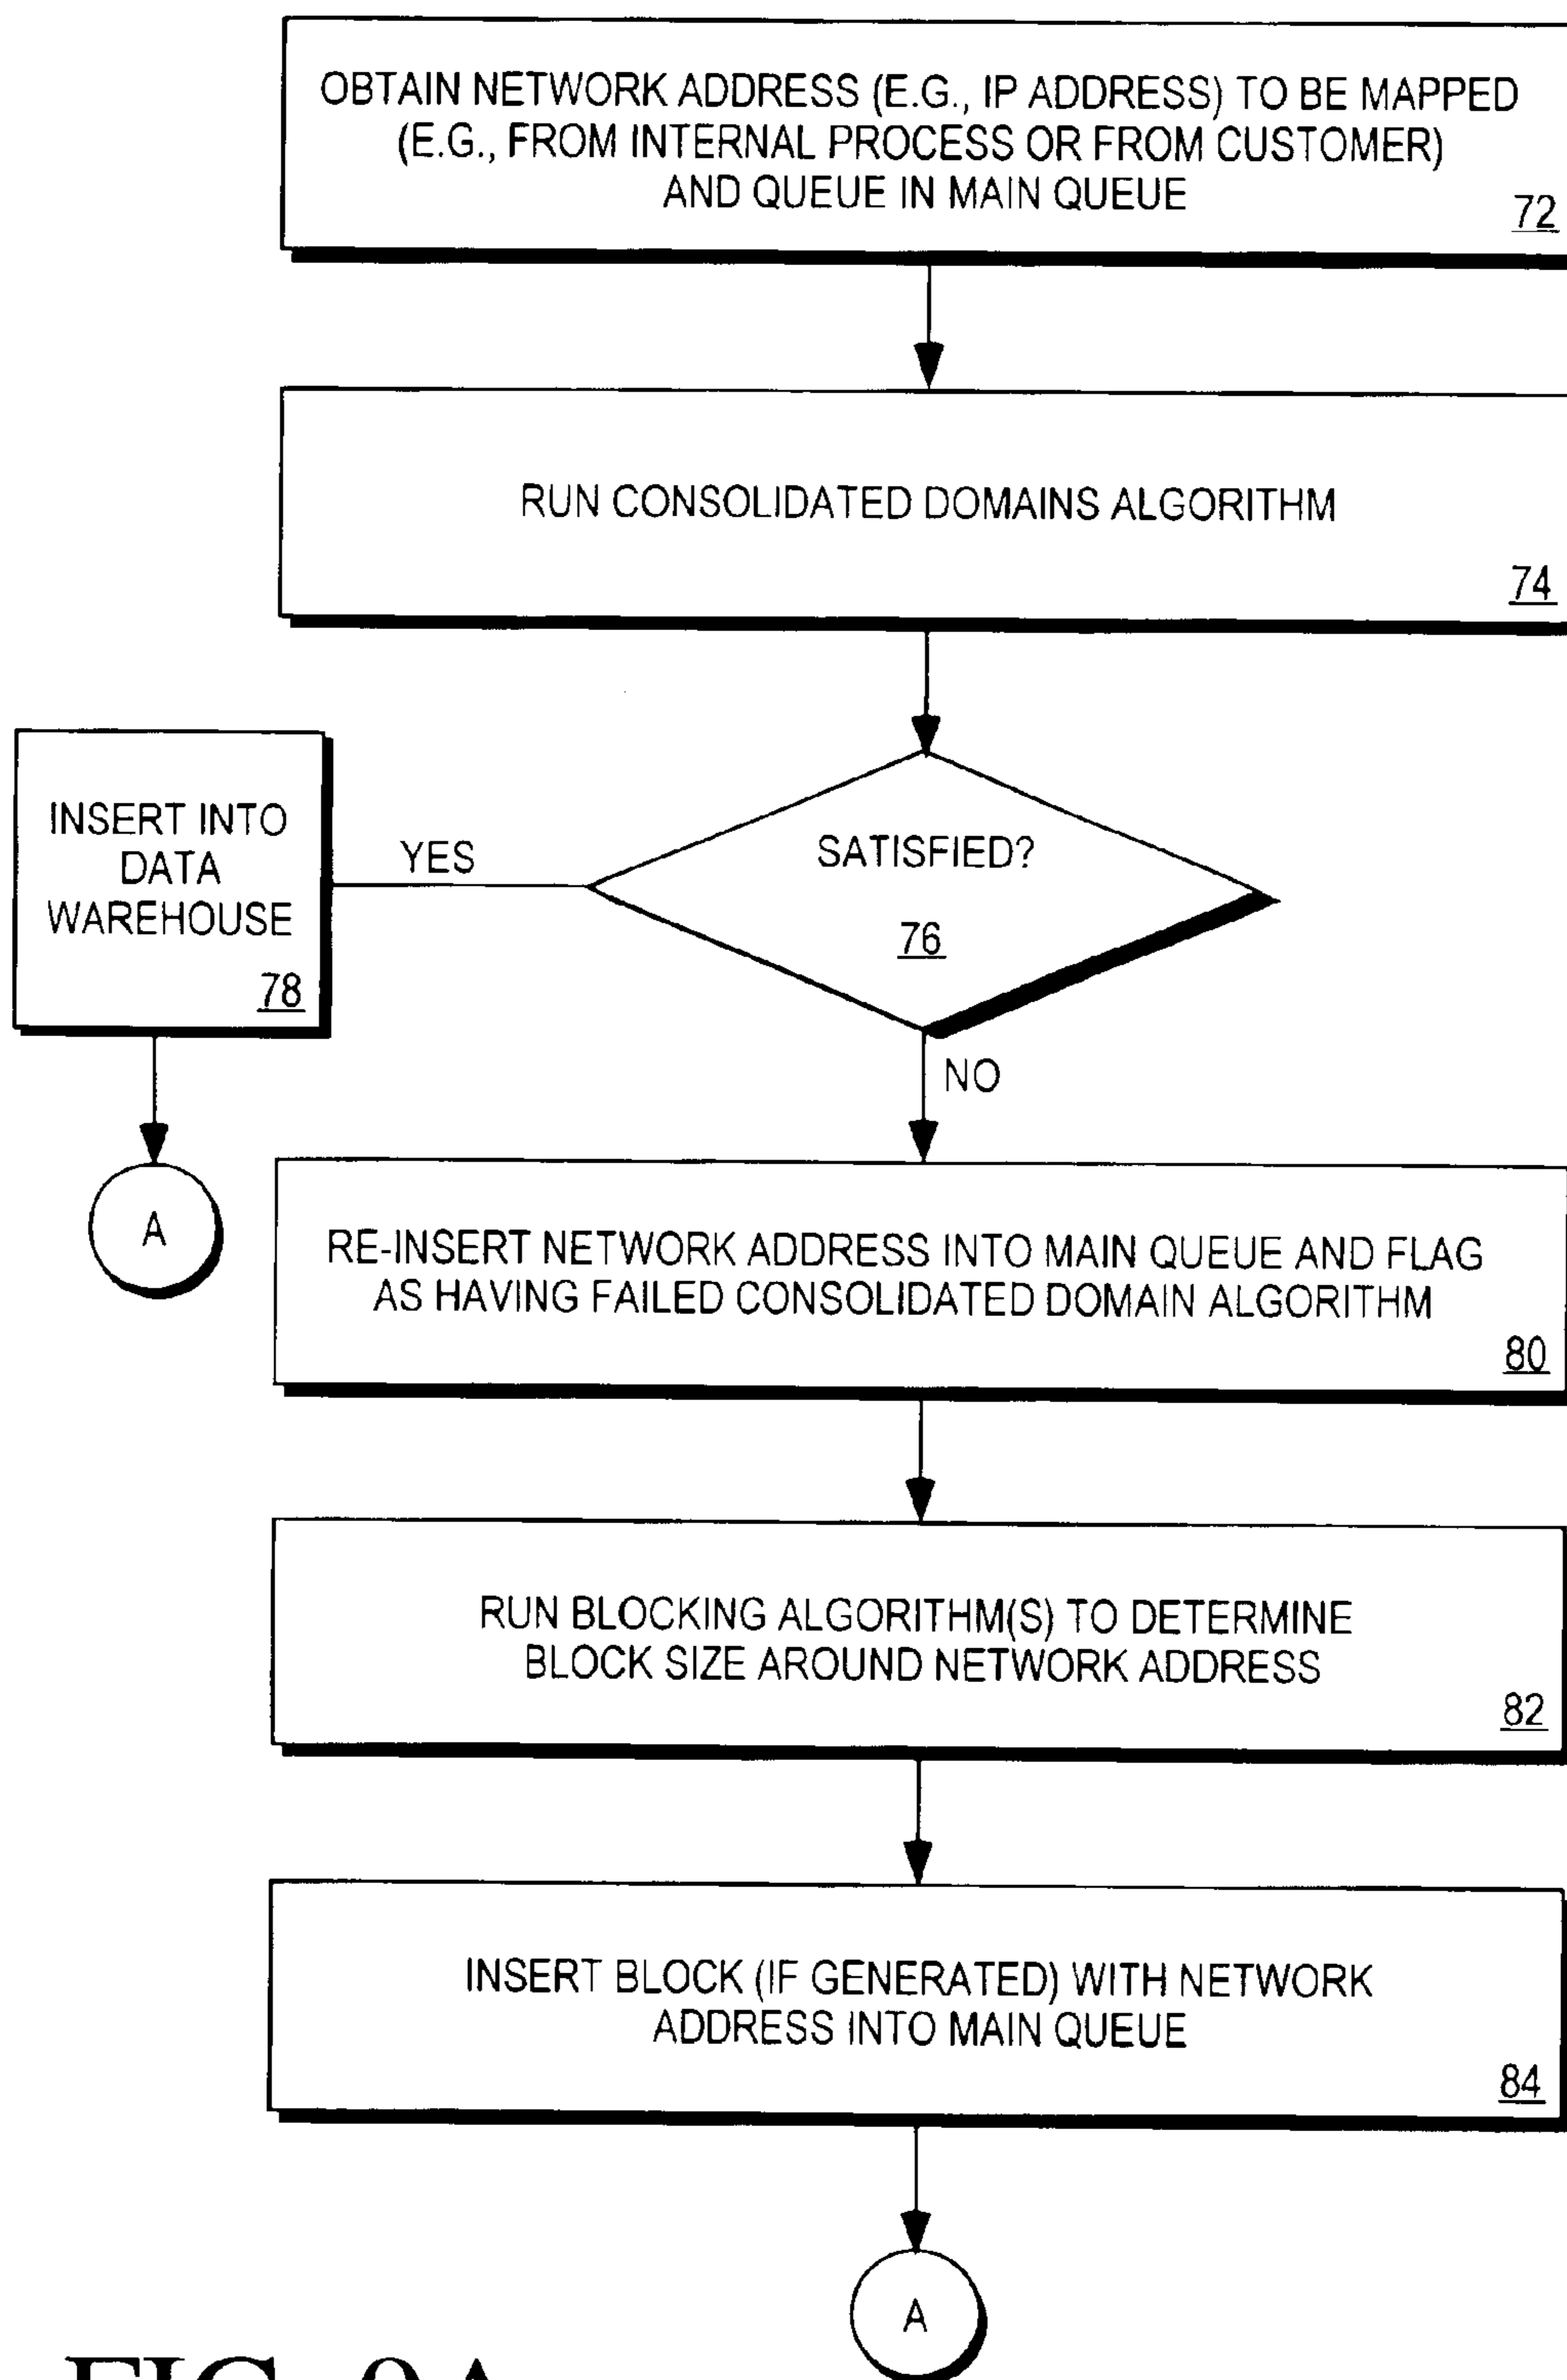 OBTAIN NETWORK ADDRESS (E.G., IP ADDRESS) TO BE MAPPED
(E.G., FROM INTERNAL PROCESS OR FROM CUSTOMER)
AND QUEUE IN MAIN QUEUE
72
RUN CONSOLIDATED DOMAINS ALGORITHM
74
INSERT INTO
DATA
WAREHOUSE
78
YES
SATISFIED?
76
NO
A
RE-INSERT NETWORK ADDRESS INTO MAIN QUEUE AND FLAG
AS HAVING FAILED CONSOLIDATED DOMAIN ALGORITHM
80
RUN BLOCKING ALGORITHM(S) TO DETERMINE
BLOCK SIZE AROUND NETWORK ADDRESS
82
INSERT BLOCK (IF GENERATED) WITH NETWORK
ADDRESS INTO MAIN QUEUE
84
A